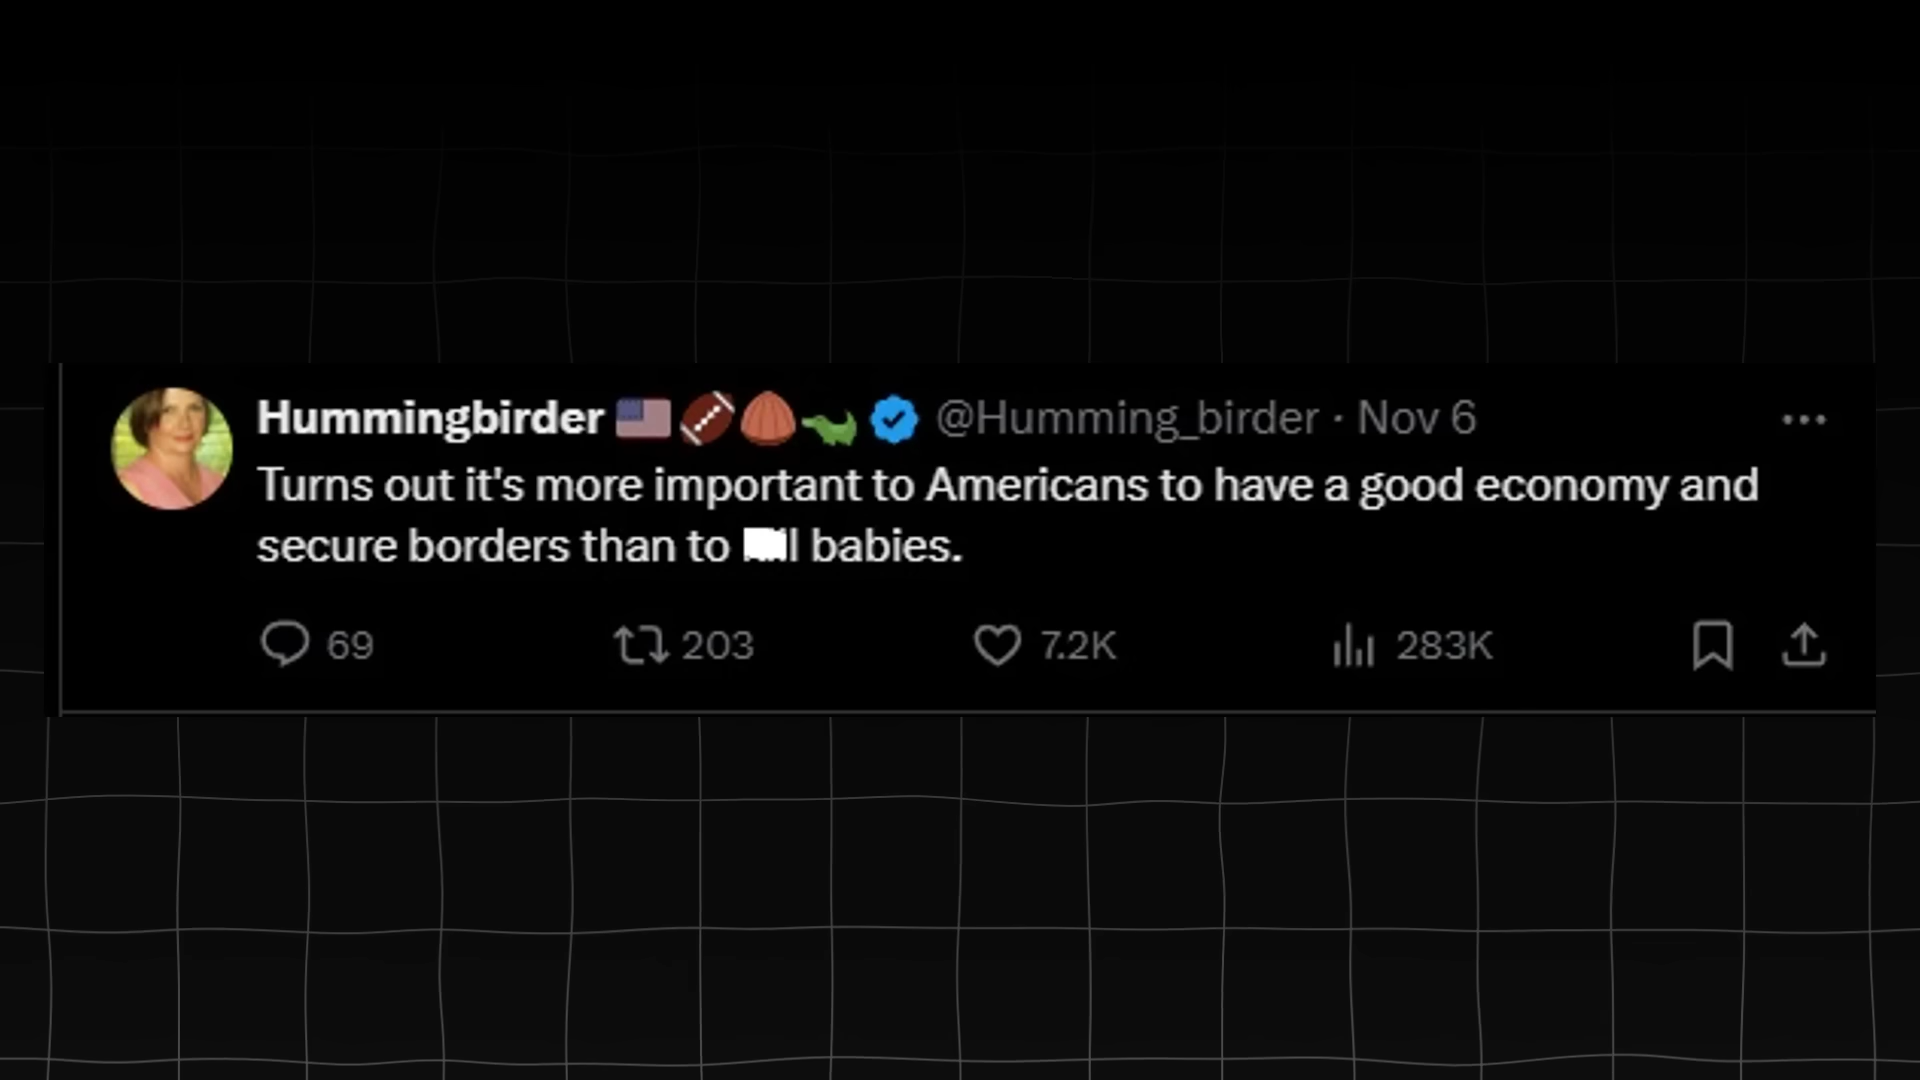 Hummingbirder @Humming_birder · Nov 6
Turns out it's more important to Americans to have a good economy and
secure borders than to babies.
69 203 7.2K 283K